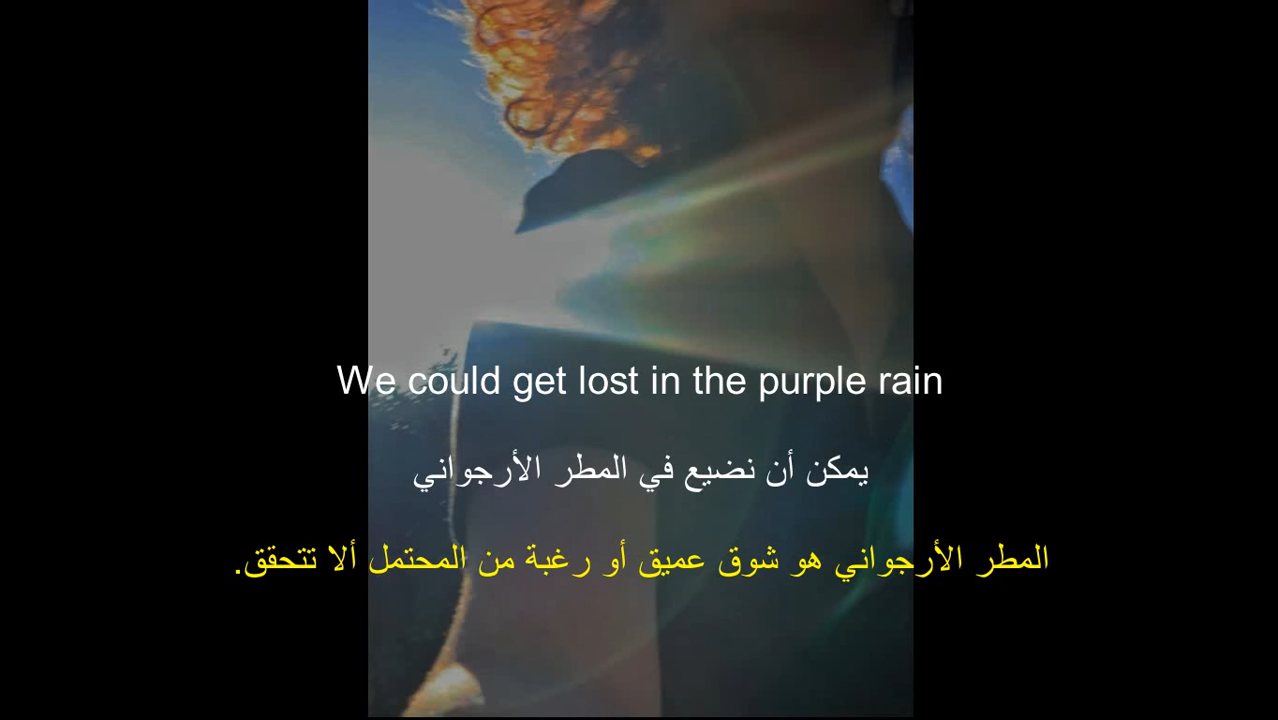 We could get lost in the purple rain
يمكن أن نضيع في المطر الأرجواني
المطر الأرجواني هو شوق عميق أو رغبة من المحتمل ألا تتحقق.